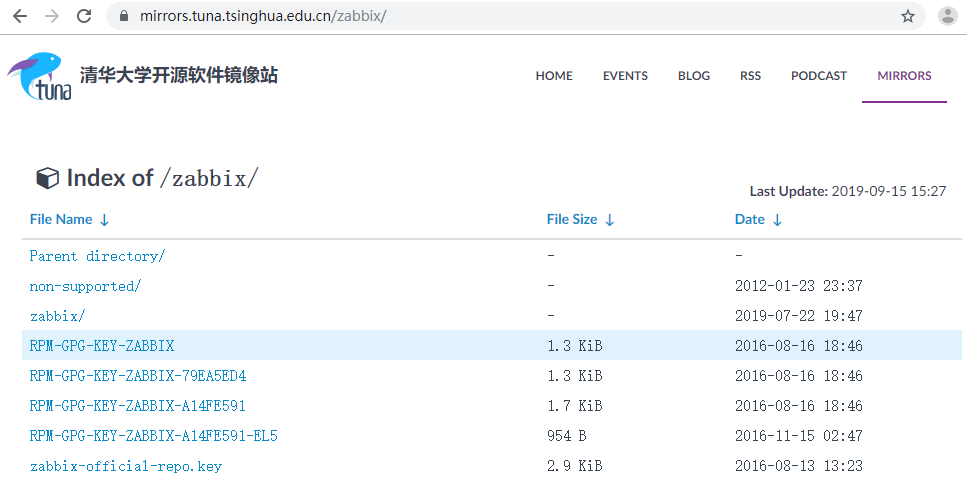 mirrors.tuna.tsinghua.edu.cn/zabbix/
tuna 清华大学开源软件镜像站 HOME EVENTS BLOG RSS PODCAST MIRRORS
Index of /zabbix/
Last Update: 2019-09-15 15:27
File Name ↓ File Size ↓ Date ↓
Parent directory/ - -
non-supported/ - 2012-01-23 23:37
zabbix/ - 2019-07-22 19:47
RPM-GPG-KEY-ZABBIX 1.3 KiB 2016-08-16 18:46
RPM-GPG-KEY-ZABBIX-79EA5ED4 1.3 KiB 2016-08-16 18:46
RPM-GPG-KEY-ZABBIX-A14FE591 1.7 KiB 2016-08-16 18:46
RPM-GPG-KEY-ZABBIX-A14FE591-EL5 954 B 2016-11-15 02:47
zabbix-official-repo.key 2.9 KiB 2016-08-13 13:23